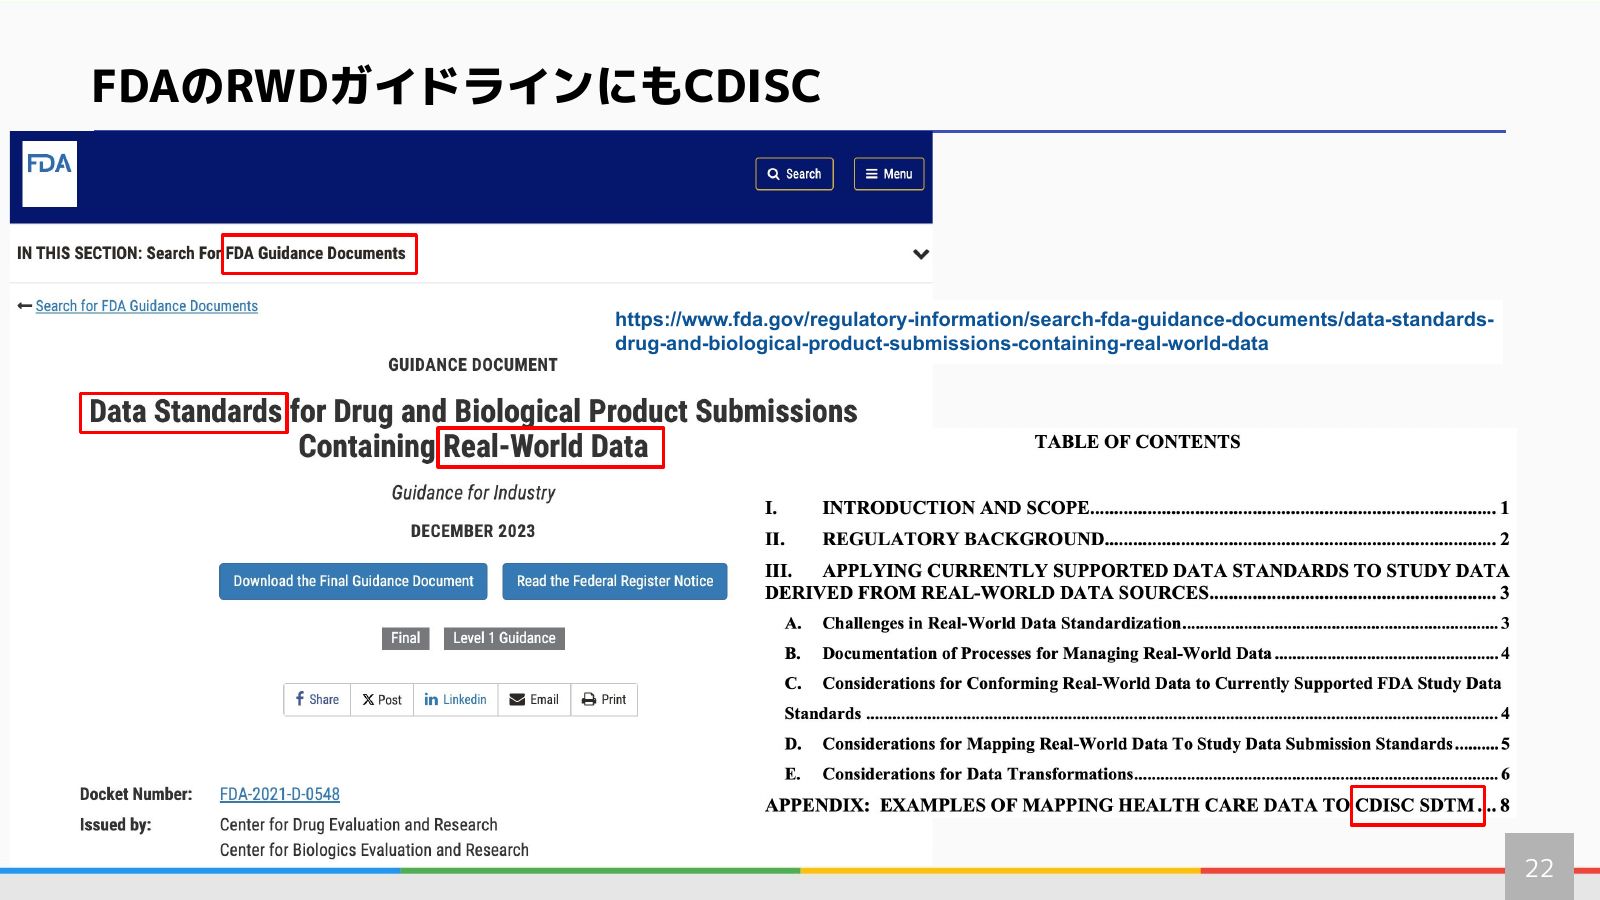 FDAのRWDガイドラインにもCDISC
FDA
Search
Menu
IN THIS SECTION: Search For FDA Guidance Documents
Search for FDA Guidance Documents
https://www.fda.gov/regulatory-information/search-fda-guidance-documents/data-standards-
drug-and-biological-product-submissions-containing-real-world-data
GUIDANCE DOCUMENT
Data Standards for Drug and Biological Product Submissions
Containing Real-World Data
Guidance for Industry
DECEMBER 2023
Download the Final Guidance Document
Read the Federal Register Notice
Final
Level 1 Guidance
Share
Post
Linkedin
Email
Print
Docket Number: FDA-2021-D-0548
Issued by: Center for Drug Evaluation and Research
Center for Biologics Evaluation and Research
TABLE OF CONTENTS
I. INTRODUCTION AND SCOPE.................................................................................... 1
II. REGULATORY BACKGROUND................................................................................. 2
III. APPLYING CURRENTLY SUPPORTED DATA STANDARDS TO STUDY DATA
DERIVED FROM REAL-WORLD DATA SOURCES........................................................... 3
A. Challenges in Real-World Data Standardization................................................................ 3
B. Documentation of Processes for Managing Real-World Data............................................. 4
C. Considerations for Conforming Real-World Data to Currently Supported FDA Study Data
Standards ................................................................................................................................ 4
D. Considerations for Mapping Real-World Data To Study Data Submission Standards.......... 5
E. Considerations for Data Transformations........................................................................... 6
APPENDIX: EXAMPLES OF MAPPING HEALTH CARE DATA TO CDISC SDTM.... 8
22